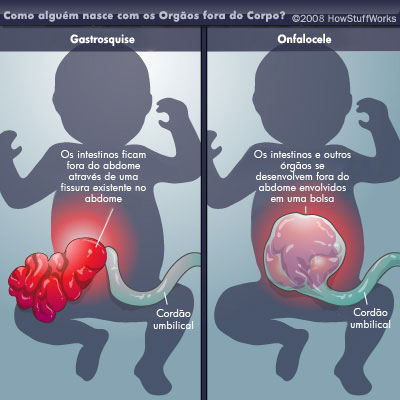 Como alguém nasce com os Orgãos fora do Corpo? ©2008 HowStuffWorks
Gastrosquise
Os intestinos ficam
fora do abdome
através de uma
fissura existente no
abdome
Cordão
umbilical
Onfalocele
Os intestinos e outros
órgãos se
desenvolvem fora do
abdome envolvidos
em uma bolsa
Cordão
umbilical